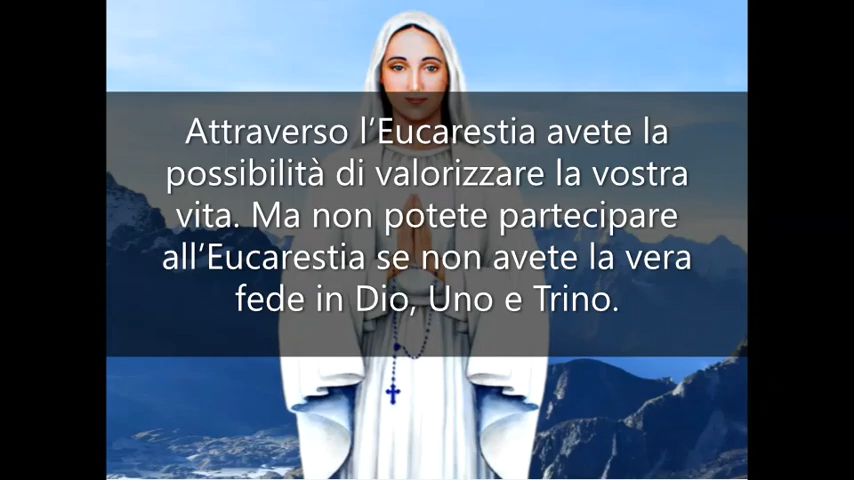 Attraverso l’Eucarestia avete la
possibilità di valorizzare la vostra
vita. Ma non potete partecipare
all’Eucarestia se non avete la vera
fede in Dio, Uno e Trino.